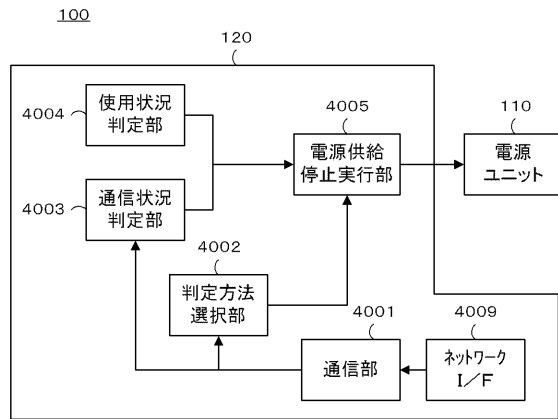 100
120
4004
使用状況
判定部
4005
電源供給
停止実行部
110
電源
ユニット
4003
通信状況
判定部
4002
判定方法
選択部
4001
通信部
4009
ネットワーク
I／F